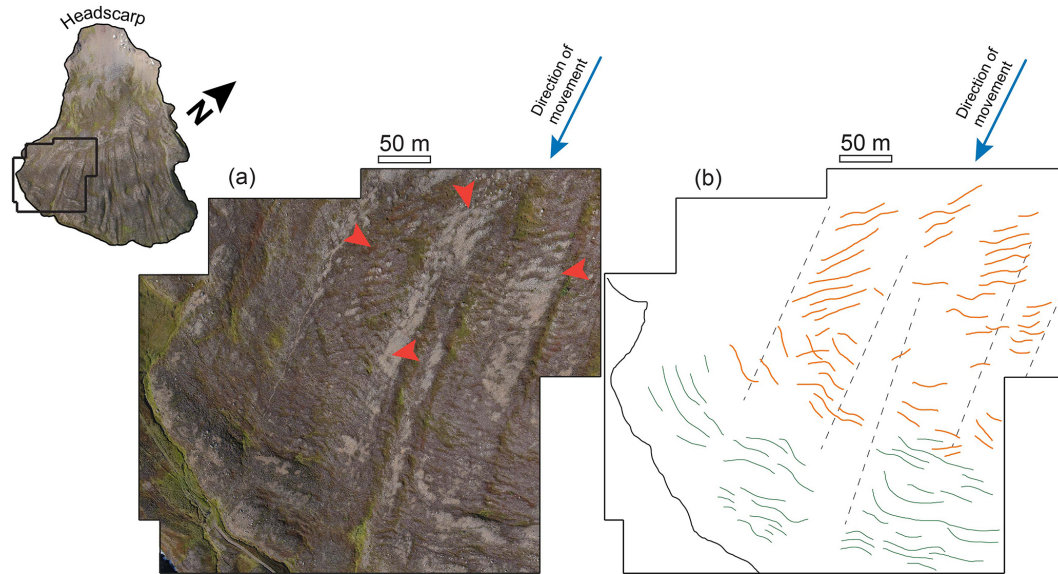 Headscarp
N
Direction of
movement
50 m
(a)
Direction of
movement
50 m
(b)